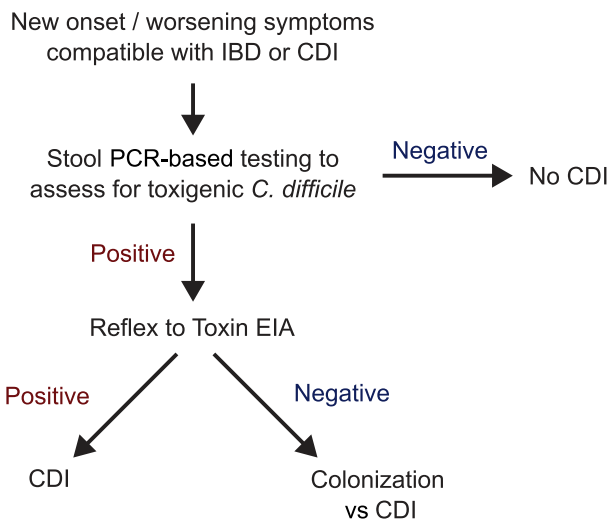 New onset / worsening symptoms
compatible with IBD or CDI
Stool PCR-based testing to
assess for toxigenic C. difficile
Negative
No CDI
Positive
Reflex to Toxin EIA
Positive
Negative
CDI
Colonization
vs CDI